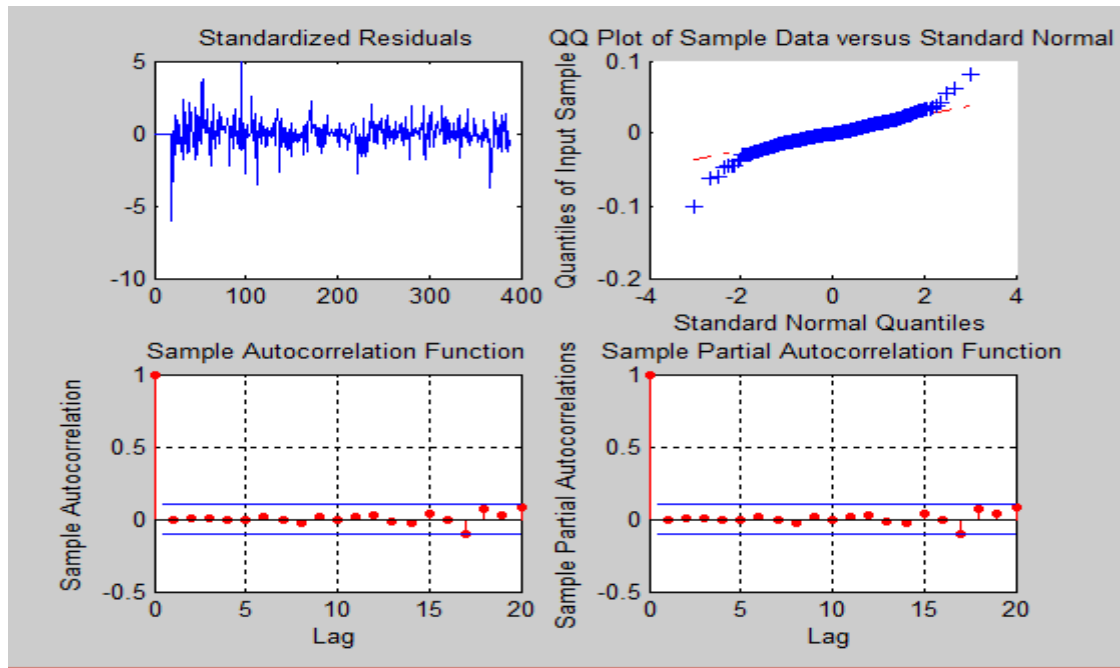 Standardized Residuals
5
0
-5
-10
0 100 200 300 400
QQ Plot of Sample Data versus Standard Normal
Quantiles of Input Sample
0.1
0
-0.1
-0.2
-4 -2 0 2 4
Standard Normal Quantiles
Sample Autocorrelation Function
Sample Autocorrelation
1
0.5
0
-0.5
0 5 10 15 20
Lag
Sample Partial Autocorrelation Function
Sample Partial Autocorrelations
1
0.5
0
-0.5
0 5 10 15 20
Lag